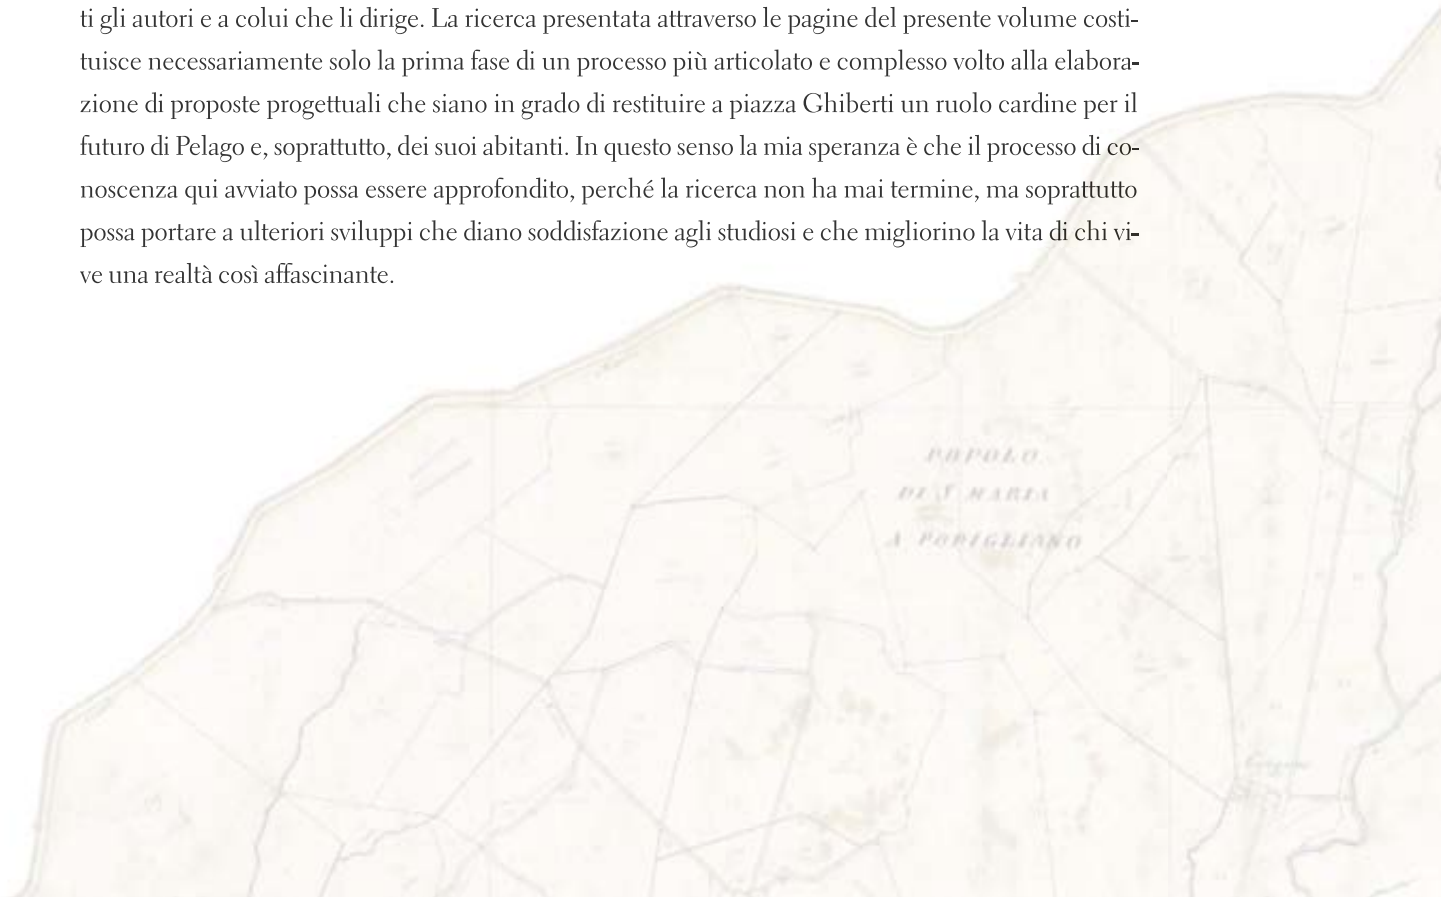 ti gli autori e a colui che li dirige. La ricerca presentata attraverso le pagine del presente volume costi-
tuisce necessariamente solo la prima fase di un processo più articolato e complesso volto alla elabora-
zione di proposte progettuali che siano in grado di restituire a piazza Ghiberti un ruolo cardine per il
futuro di Pelago e, soprattutto, dei suoi abitanti. In questo senso la mia speranza è che il processo di co-
noscenza qui avviato possa essere approfondito, perché la ricerca non ha mai termine, ma soprattutto
possa portare a ulteriori sviluppi che diano soddisfazione agli studiosi e che migliorino la vita di chi vi-
ve una realtà così affascinante.
POPOLO
DI S. MARIA
A POPIGLIANO